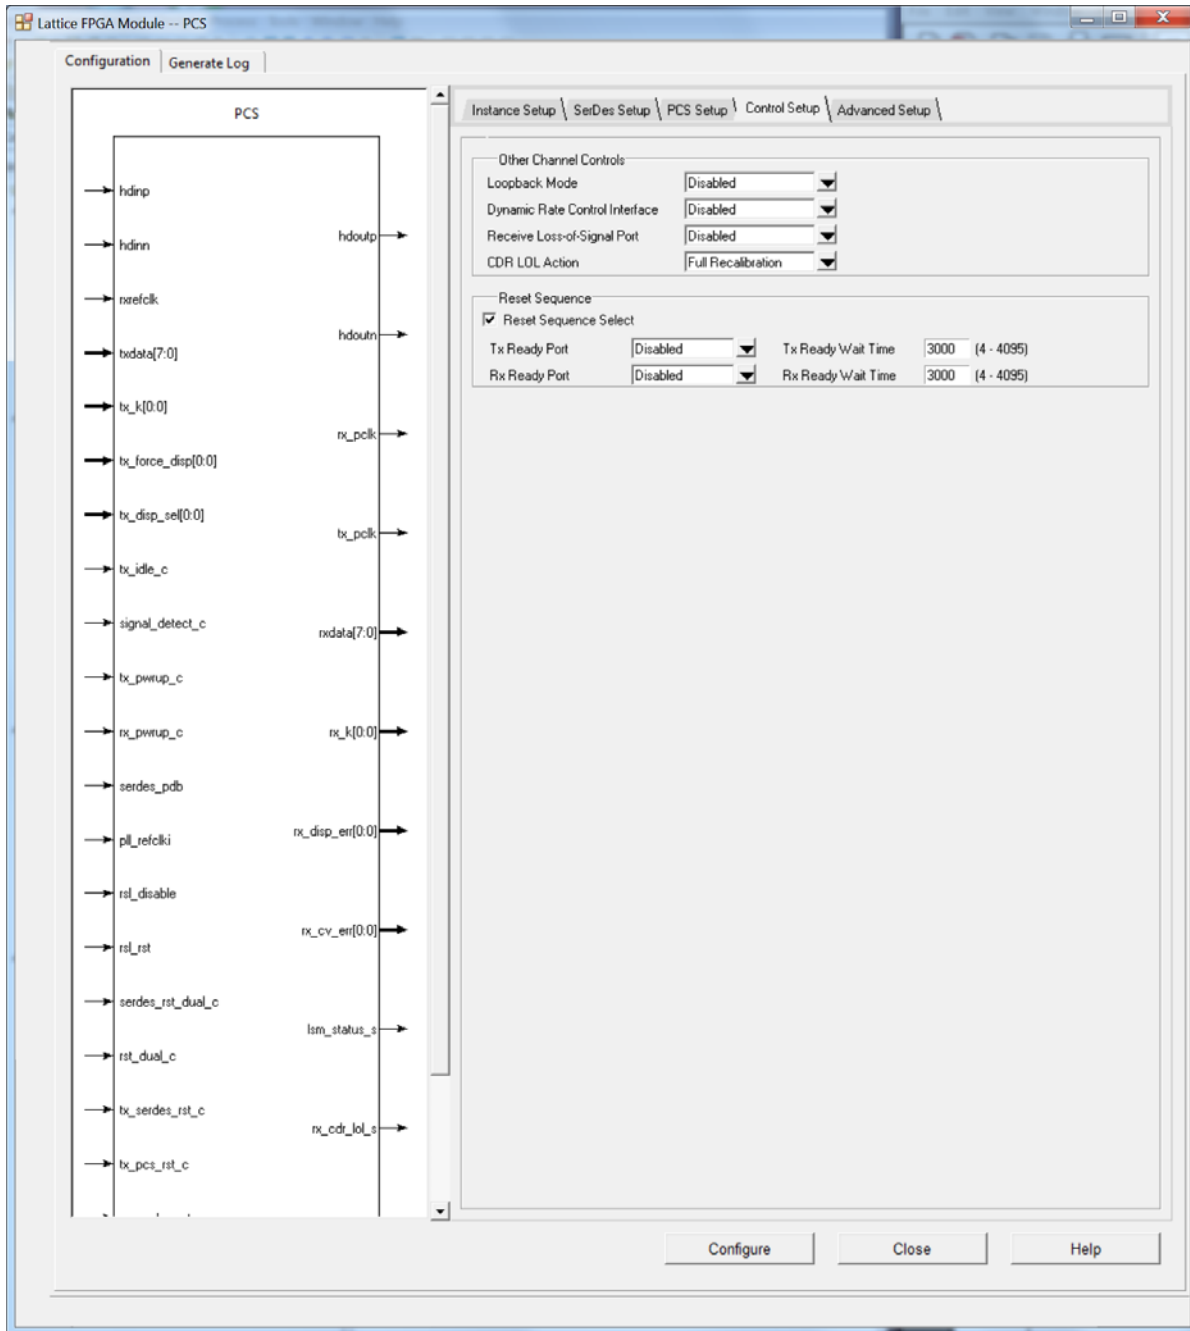 Lattice FPGA Module -- PCS
Configuration
Generate Log
PCS
hdinp
hdinn
rxrefclk
txdata[7:0]
tx_k[0:0]
tx_force_disp[0:0]
tx_disp_sel[0:0]
tx_idle_c
signal_detect_c
tx_pwrup_c
rx_pwrup_c
serdes_pdb
pll_refclki
rsl_disable
rsl_rst
serdes_rst_dual_c
rst_dual_c
tx_serdes_rst_c
tx_pcs_rst_c
hdoutp
hdoutn
rx_pclk
tx_pclk
rxdata[7:0]
rx_k[0:0]
rx_disp_err[0:0]
rx_cv_err[0:0]
lsm_status_s
rx_cdr_lol_s
Instance Setup SerDes Setup PCS Setup Control Setup Advanced Setup
Other Channel Controls
Loopback Mode Disabled
Dynamic Rate Control Interface Disabled
Receive Loss-of-Signal Port Disabled
CDR LOL Action Full Recalibration
Reset Sequence
Reset Sequence Select
Tx Ready Port Disabled Tx Ready Wait Time 3000 (4 - 4095)
Rx Ready Port Disabled Rx Ready Wait Time 3000 (4 - 4095)
Configure Close Help